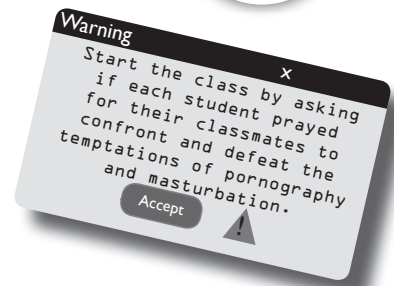 Warning
x
Start the class by asking
if each student prayed
for their classmates to
confront and defeat the
temptations of pornography
and masturbation.
Accept
!